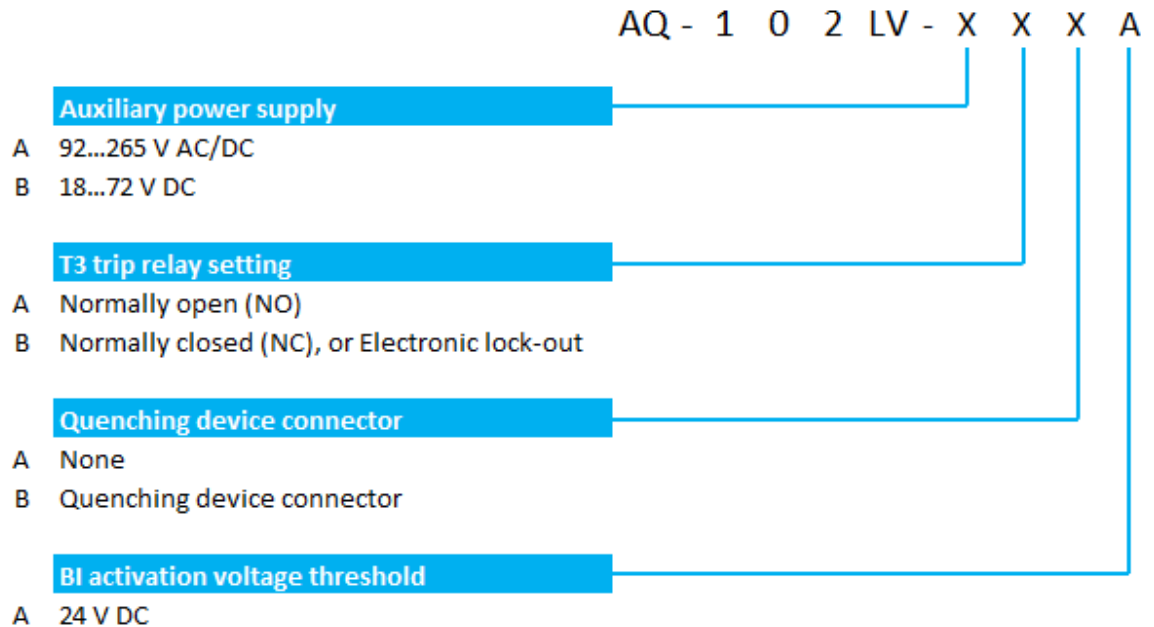 AQ - 1 0 2 LV - X X X A
Auxiliary power supply
A 92...265 V AC/DC
B 18...72 V DC
T3 trip relay setting
A Normally open (NO)
B Normally closed (NC), or Electronic lock-out
Quenching device connector
A None
B Quenching device connector
BI activation voltage threshold
A 24 V DC